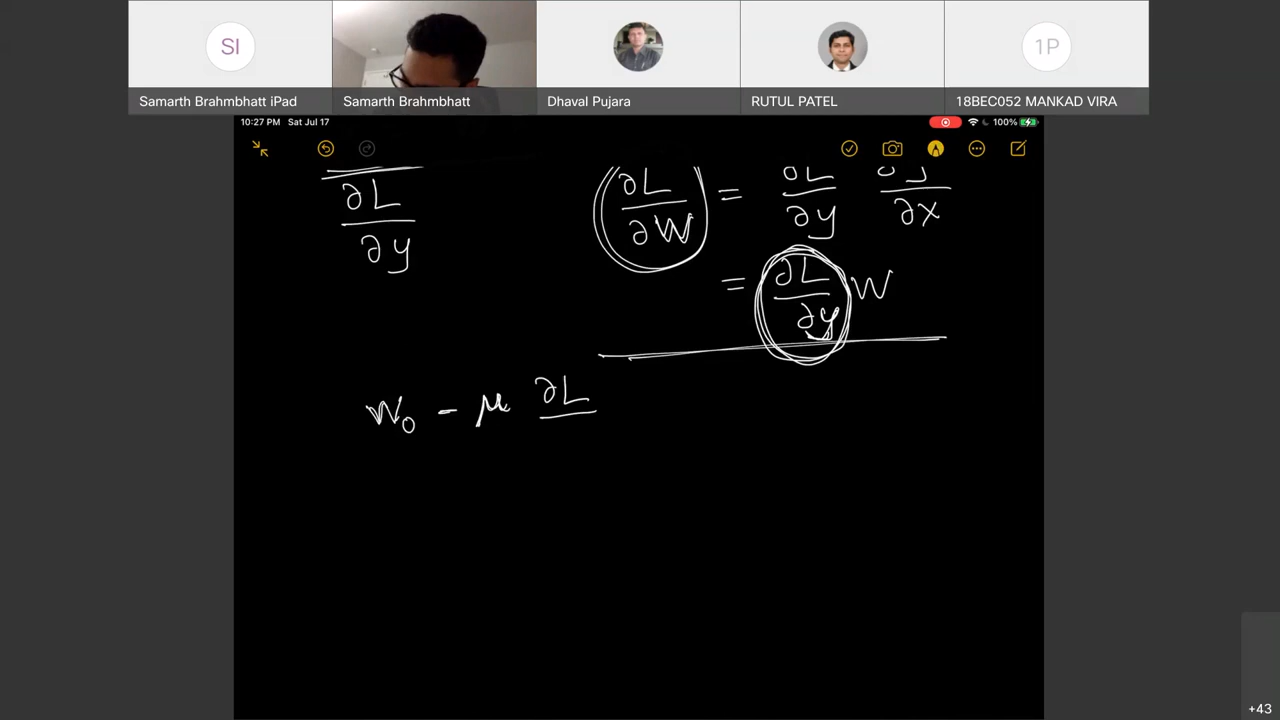 SI
1P
Samarth Brahmbhatt iPad
Samarth Brahmbhatt
Dhaval Pujara
RUTUL PATEL
18BEC052 MANKAD VIRA
10:27 PM Sat Jul 17
100%
∂L
∂y
∂L
∂W
=
∂L
∂y
∂x
=
∂L
∂y
W
W₀ - μ ∂L
+43